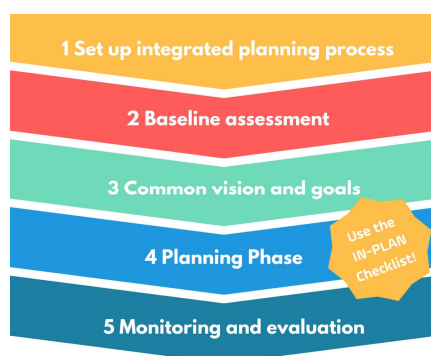 1 Set up integrated planning process
2 Baseline assessment
3 Common vision and goals
4 Planning Phase
Use the
IN-PLAN
Checklist!
5 Monitoring and evaluation